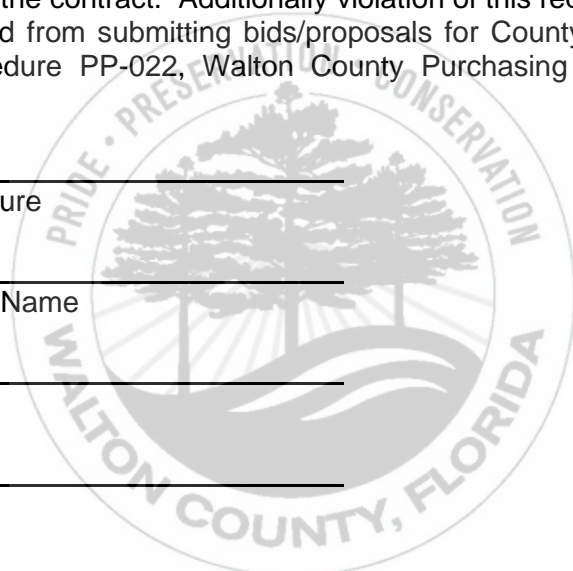 the contract. Additionally violation of this
d from submitting bids/proposals for County
edure PP-022, Walton County Purchasing
ure
Name
PRIDE • PRESERVATION • CONSERVATION
WALTON COUNTY, FLORIDA